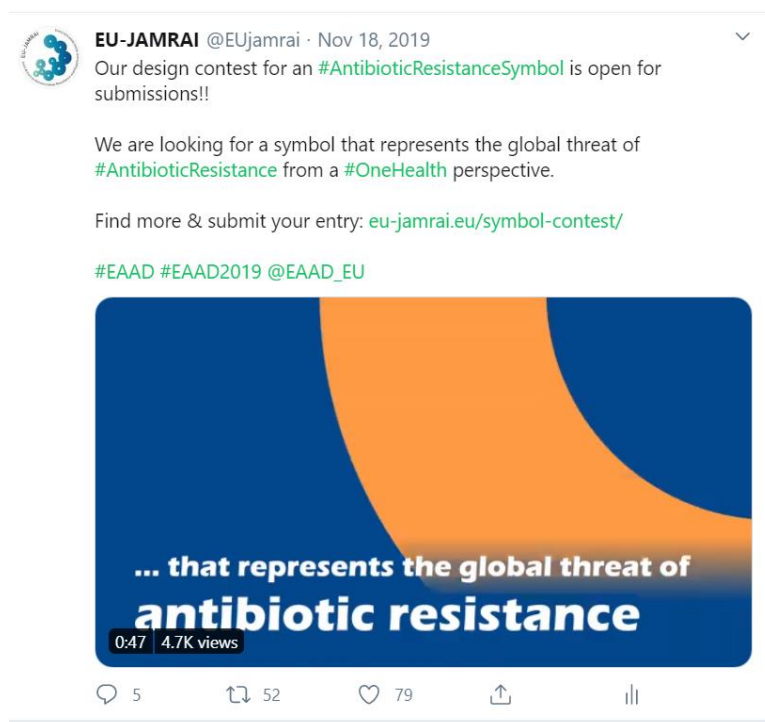 EU-JAMRAI @EUjamrai · Nov 18, 2019
Our design contest for an #AntibioticResistanceSymbol is open for
submissions!!
We are looking for a symbol that represents the global threat of
#AntibioticResistance from a #OneHealth perspective.
Find more & submit your entry: eu-jamrai.eu/symbol-contest/
#EAAD #EAAD2019 @EAAD_EU
... that represents the global threat of
antibiotic resistance
0:47 4.7K views
5 52 79